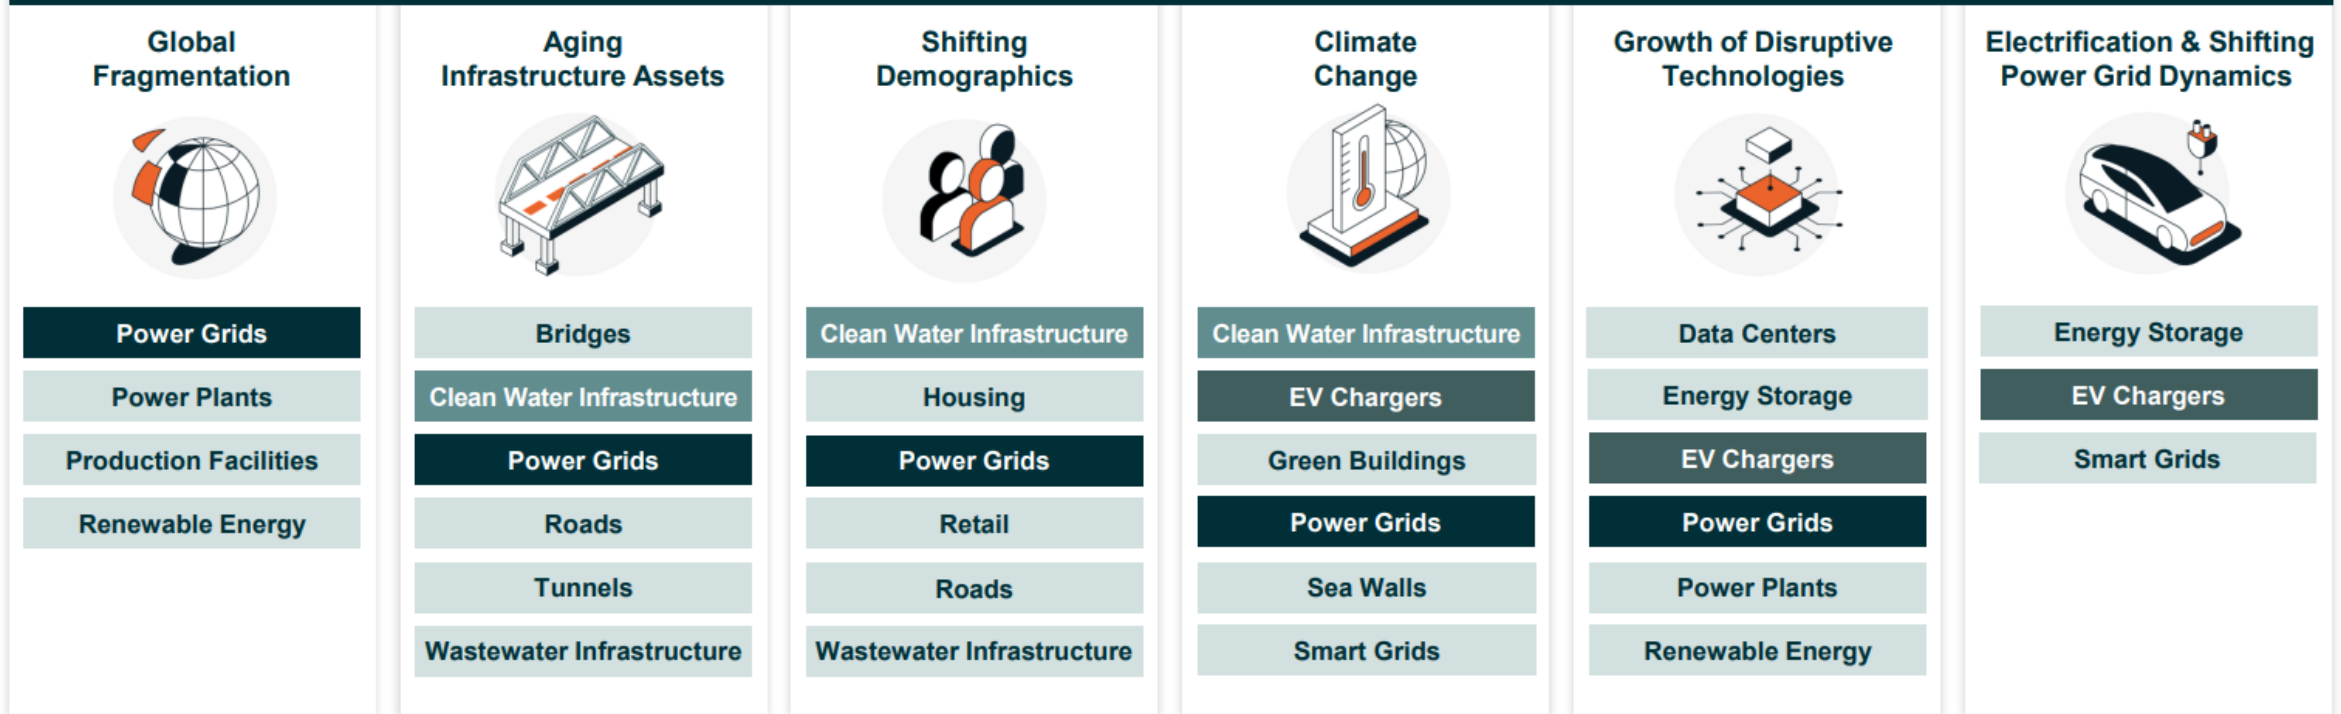 Global
Fragmentation
Power Grids
Power Plants
Production Facilities
Renewable Energy
Aging
Infrastructure Assets
Bridges
Clean Water Infrastructure
Power Grids
Roads
Tunnels
Wastewater Infrastructure
Shifting
Demographics
Clean Water Infrastructure
Housing
Power Grids
Retail
Roads
Wastewater Infrastructure
Climate
Change
Clean Water Infrastructure
EV Chargers
Green Buildings
Power Grids
Sea Walls
Smart Grids
Growth of Disruptive
Technologies
Data Centers
Energy Storage
EV Chargers
Power Grids
Power Plants
Renewable Energy
Electrification & Shifting
Power Grid Dynamics
Energy Storage
EV Chargers
Smart Grids